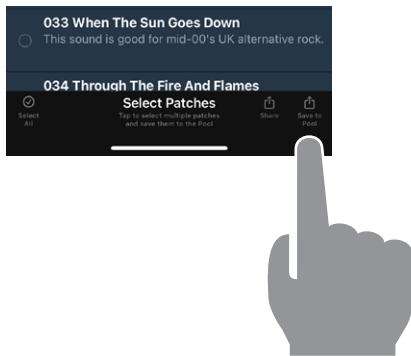 033 When The Sun Goes Down
This sound is good for mid-00's UK alternative rock.
034 Through The Fire And Flames
Select Patches
Tap to select multiple patches
and save them to the Pool
Select
All
Share
Save to
Pool